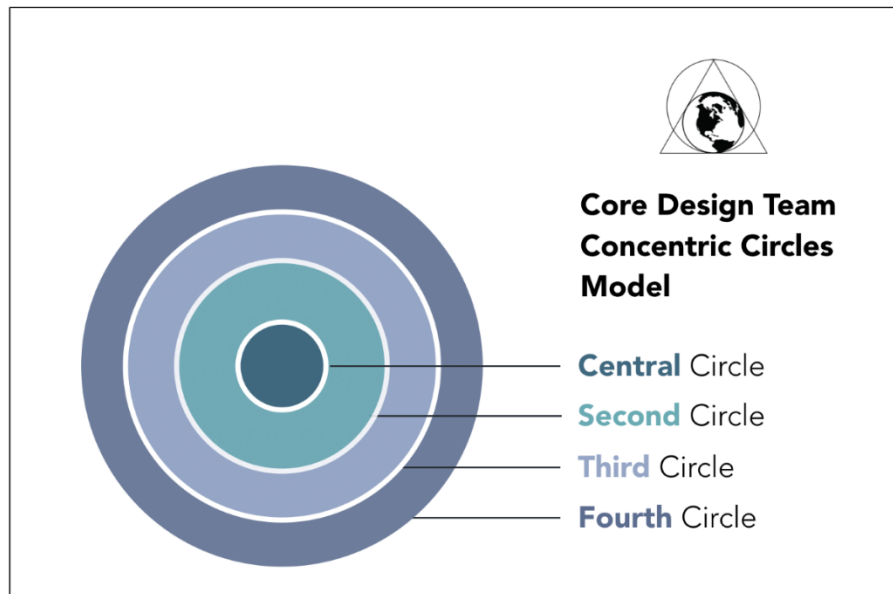 Core Design Team
Concentric Circles
Model
Central Circle
Second Circle
Third Circle
Fourth Circle